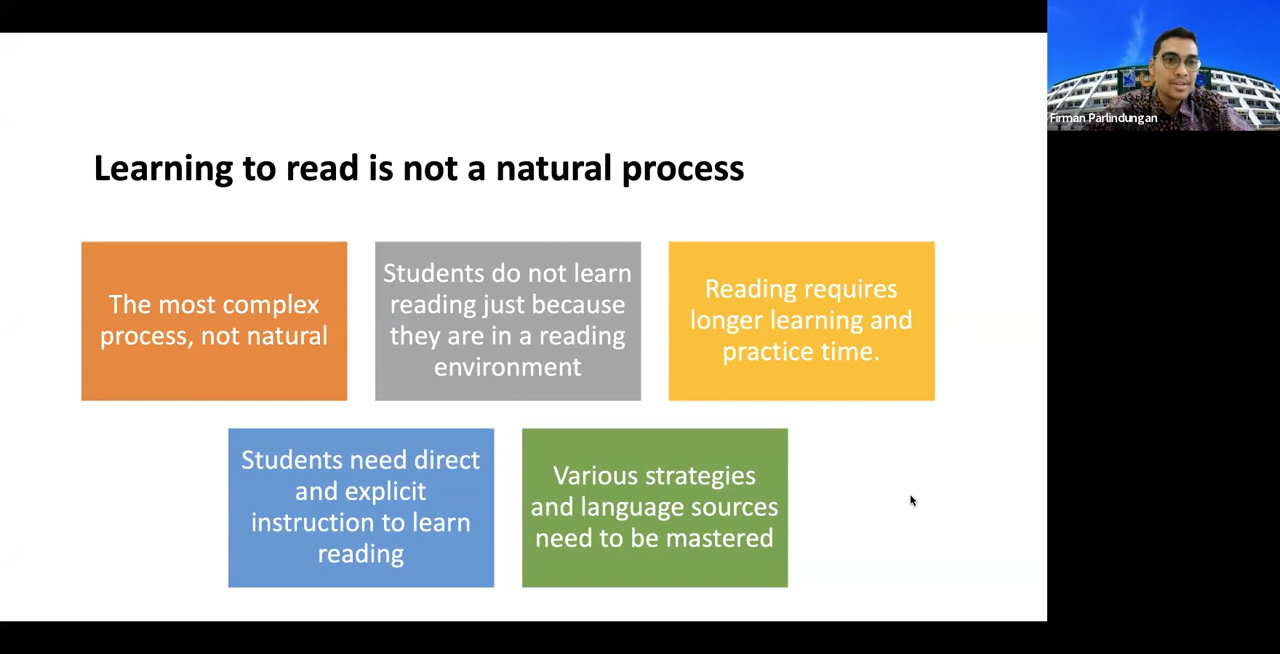 Firman Parlindungan
Learning to read is not a natural process
The most complex
process, not natural
Students do not learn
reading just because
they are in a reading
environment
Reading requires
longer learning and
practice time.
Students need direct
and explicit
instruction to learn
reading
Various strategies
and language sources
need to be mastered